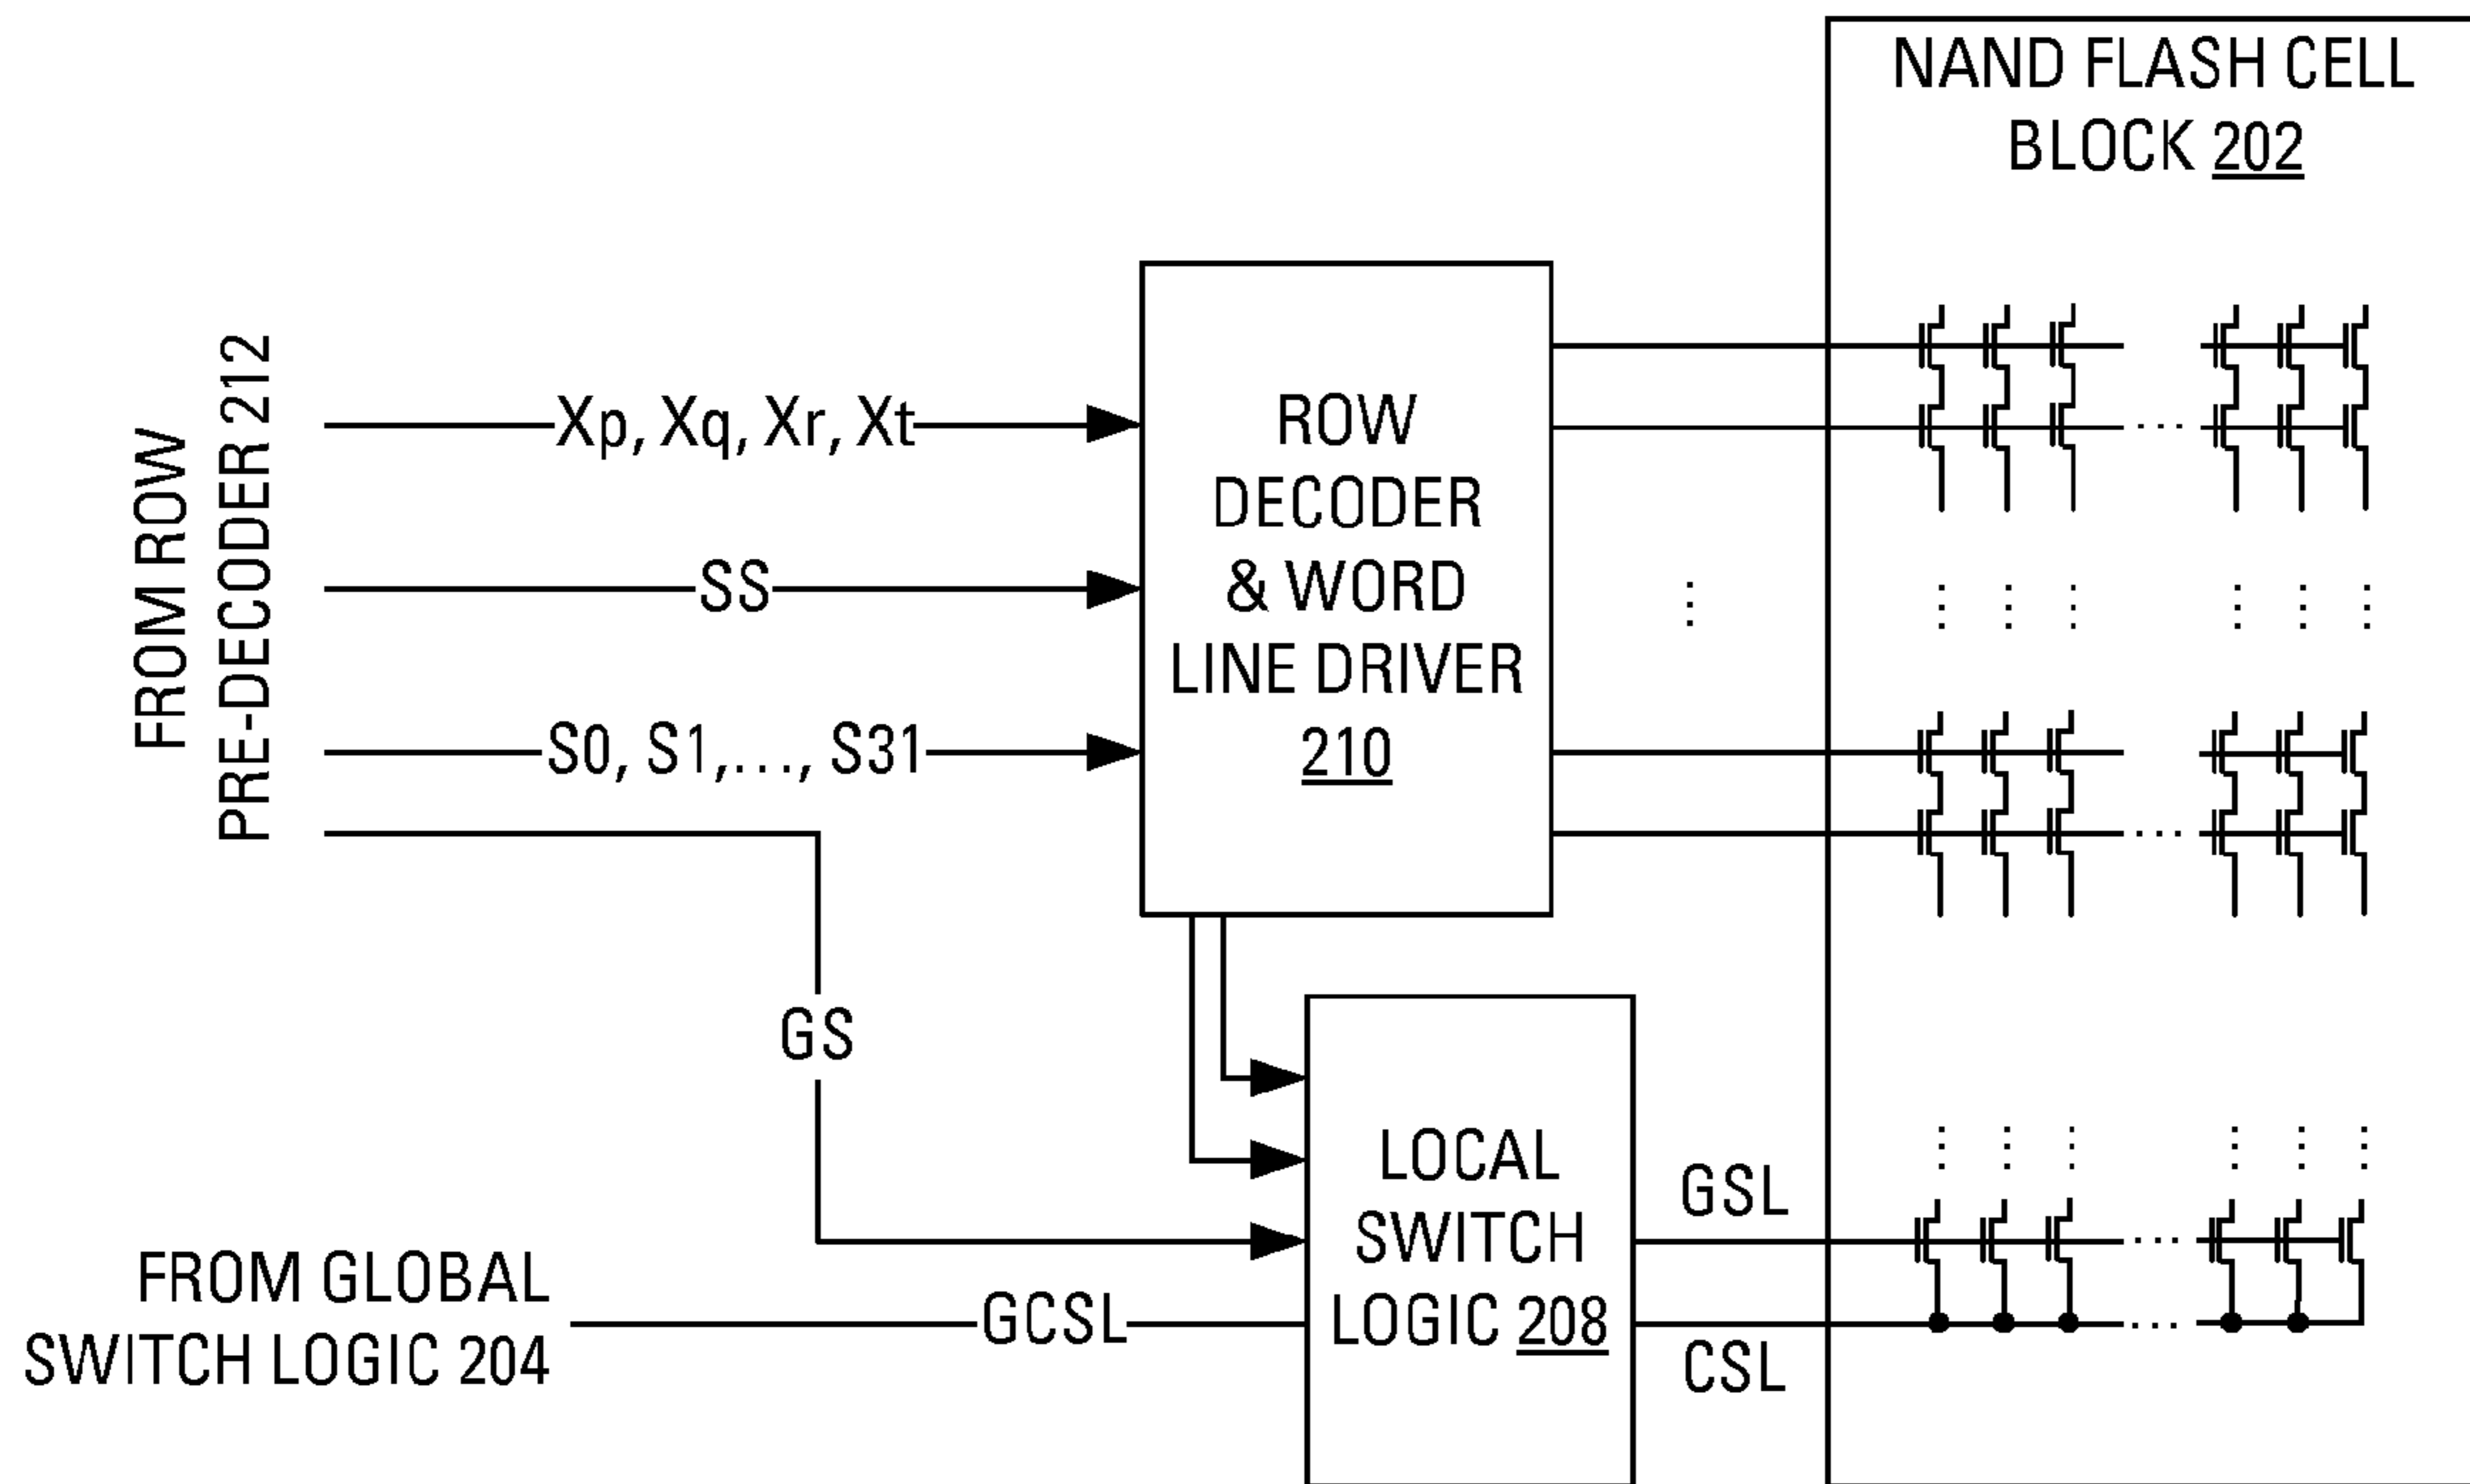 NAND FLASH CELL
BLOCK 202
FROM ROW
PRE-DECODER 212
Xp, Xq, Xr, Xt
SS
S0, S1,..., S31
GS
ROW
DECODER
& WORD
LINE DRIVER
210
FROM GLOBAL
SWITCH LOGIC 204
GCSL
LOCAL
SWITCH
LOGIC 208
GSL
CSL